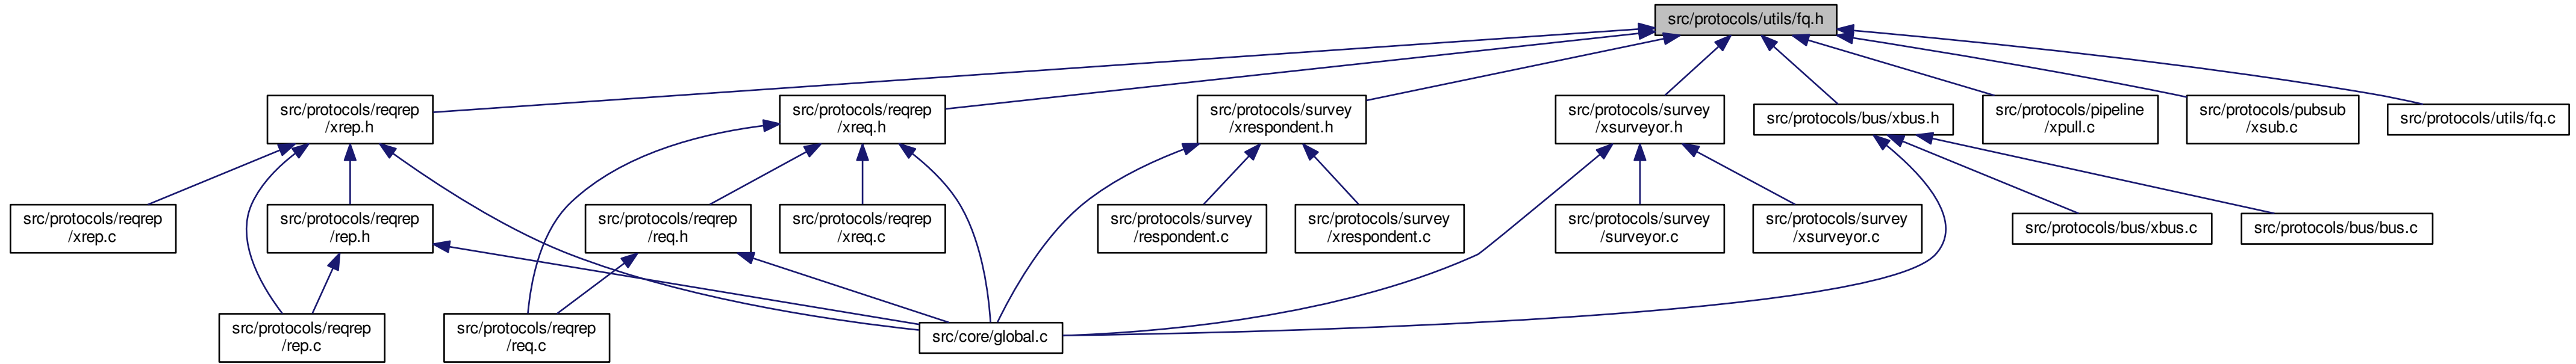 src/protocols/utils/fq.h
src/protocols/reqrep
/xrep.h
src/protocols/reqrep
/xreq.h
src/protocols/survey
/xrespondent.h
src/protocols/survey
/xsurveyor.h
src/protocols/bus/xbus.h
src/protocols/pipeline
/xpull.c
src/protocols/pubsub
/xsub.c
src/protocols/utils/fq.c
src/protocols/reqrep
/xrep.c
src/protocols/reqrep
/rep.h
src/protocols/reqrep
/req.h
src/protocols/reqrep
/xreq.c
src/protocols/survey
/respondent.c
src/protocols/survey
/xrespondent.c
src/protocols/survey
/surveyor.c
src/protocols/survey
/xsurveyor.c
src/protocols/bus/xbus.c
src/protocols/bus/bus.c
src/protocols/reqrep
/rep.c
src/protocols/reqrep
/req.c
src/core/global.c